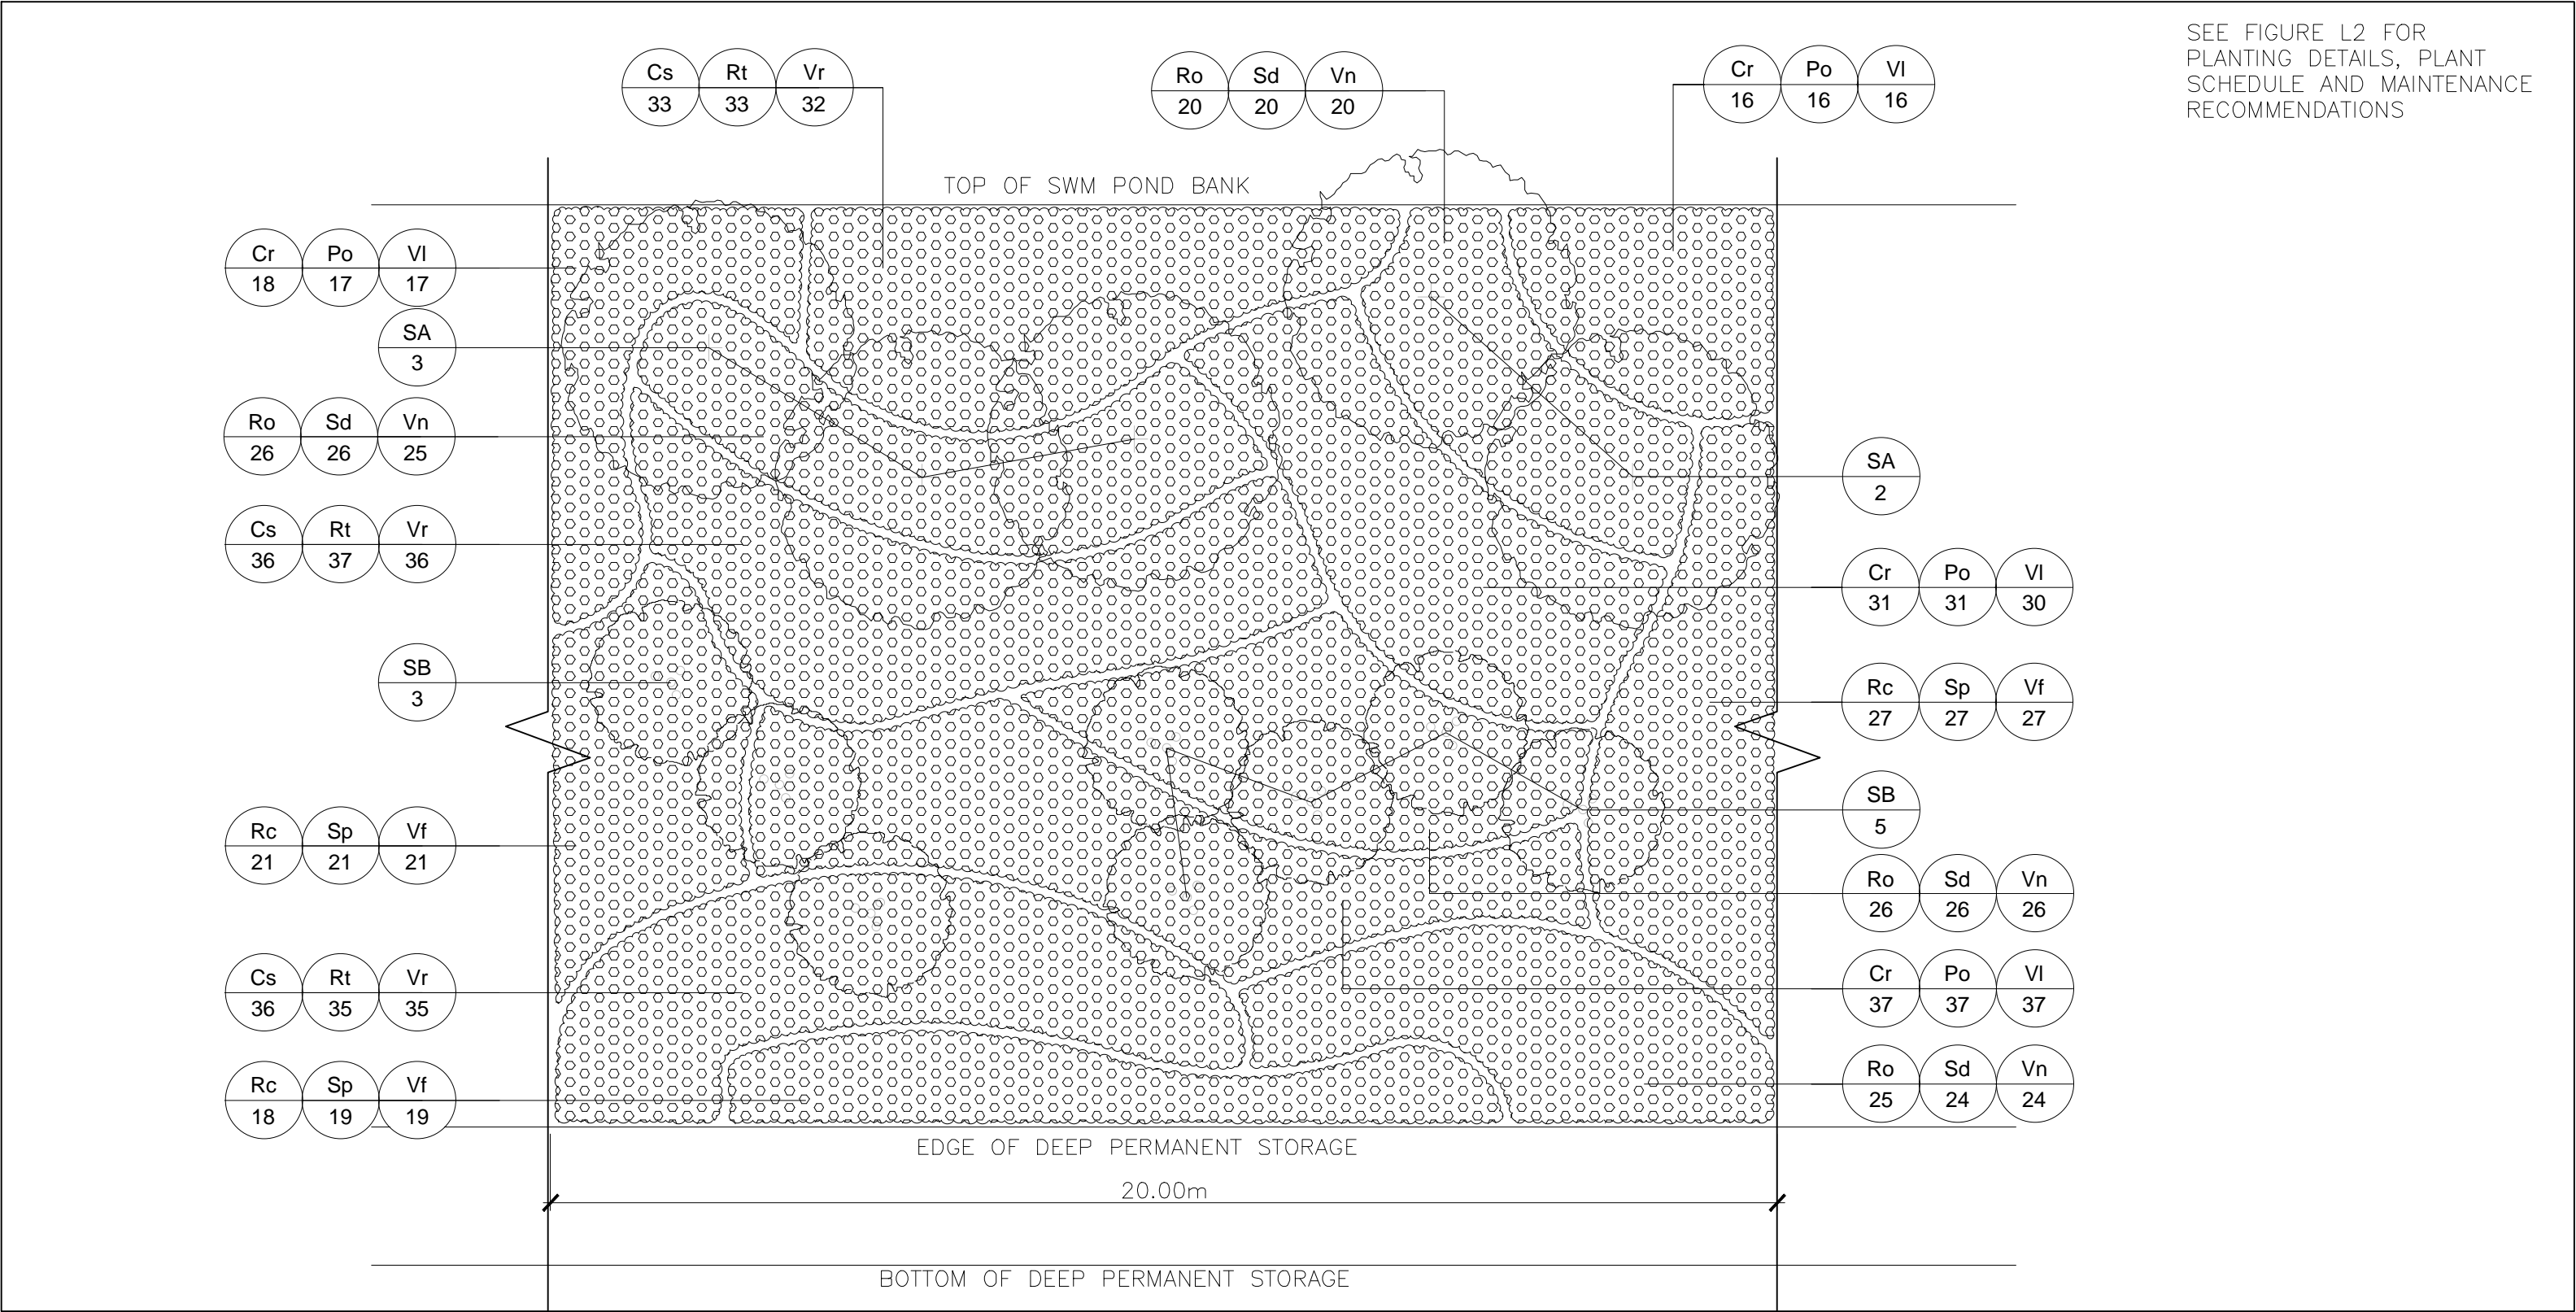 SEE FIGURE L2 FOR
PLANTING DETAILS, PLANT
SCHEDULE AND MAINTENANCE
RECOMMENDATIONS
Cs Rt Vr
33 33 32
Ro Sd Vn
20 20 20
Cr Po Vl
16 16 16
TOP OF SWM POND BANK
Cr Po Vl
18 17 17
SA
3
Ro Sd Vn
26 26 25
Cs Rt Vr
36 37 36
SB
3
Rc Sp Vf
21 21 21
Cs Rt Vr
36 35 35
Rc Sp Vf
18 19 19
SA
2
Cr Po Vl
31 31 30
Rc Sp Vf
27 27 27
SB
5
Ro Sd Vn
26 26 26
Cr Po Vl
37 37 37
Ro Sd Vn
25 24 24
EDGE OF DEEP PERMANENT STORAGE
20.00m
BOTTOM OF DEEP PERMANENT STORAGE